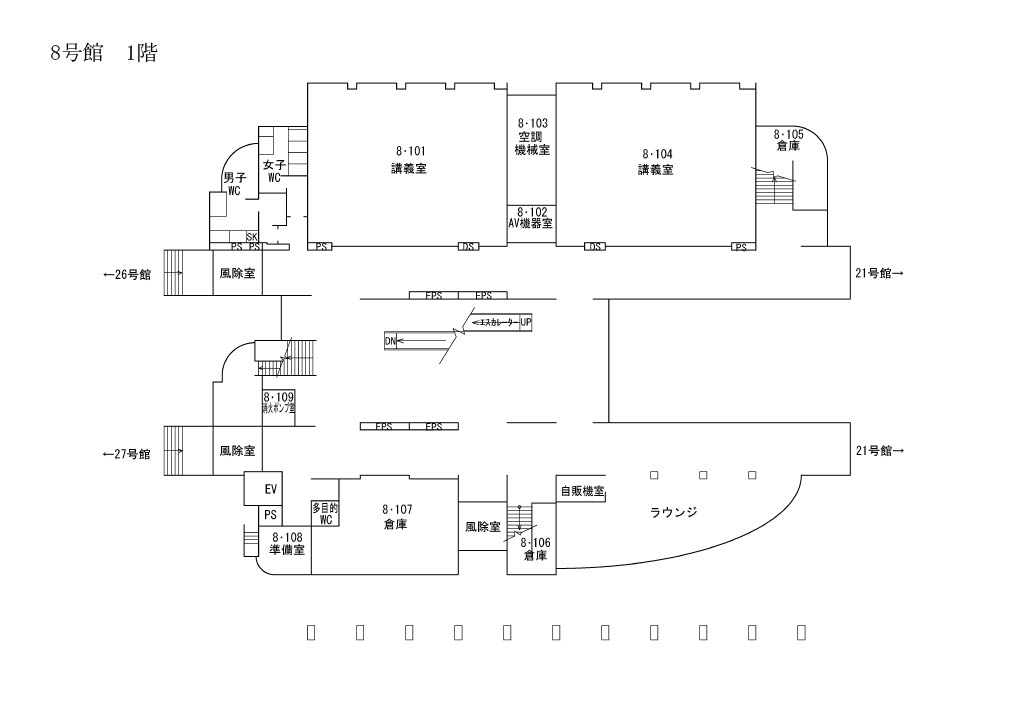 8号館　1階
8・103
空調
機械室
8・101
講義室
8・104
講義室
8・105
倉庫
女子
WC
男子
WC
8・102
AV機器室
SK
PS PS
PS
DS
DS
PS
←26号館
風除室
21号館→
EPS
EPS
←エスカレーター UP
DN
8・109
消火ポンプ室
EPS
EPS
←27号館
風除室
21号館→
EV
PS
多目的
WC
8・107
倉庫
自販機室
ラウンジ
風除室
8・108
準備室
8・106
倉庫